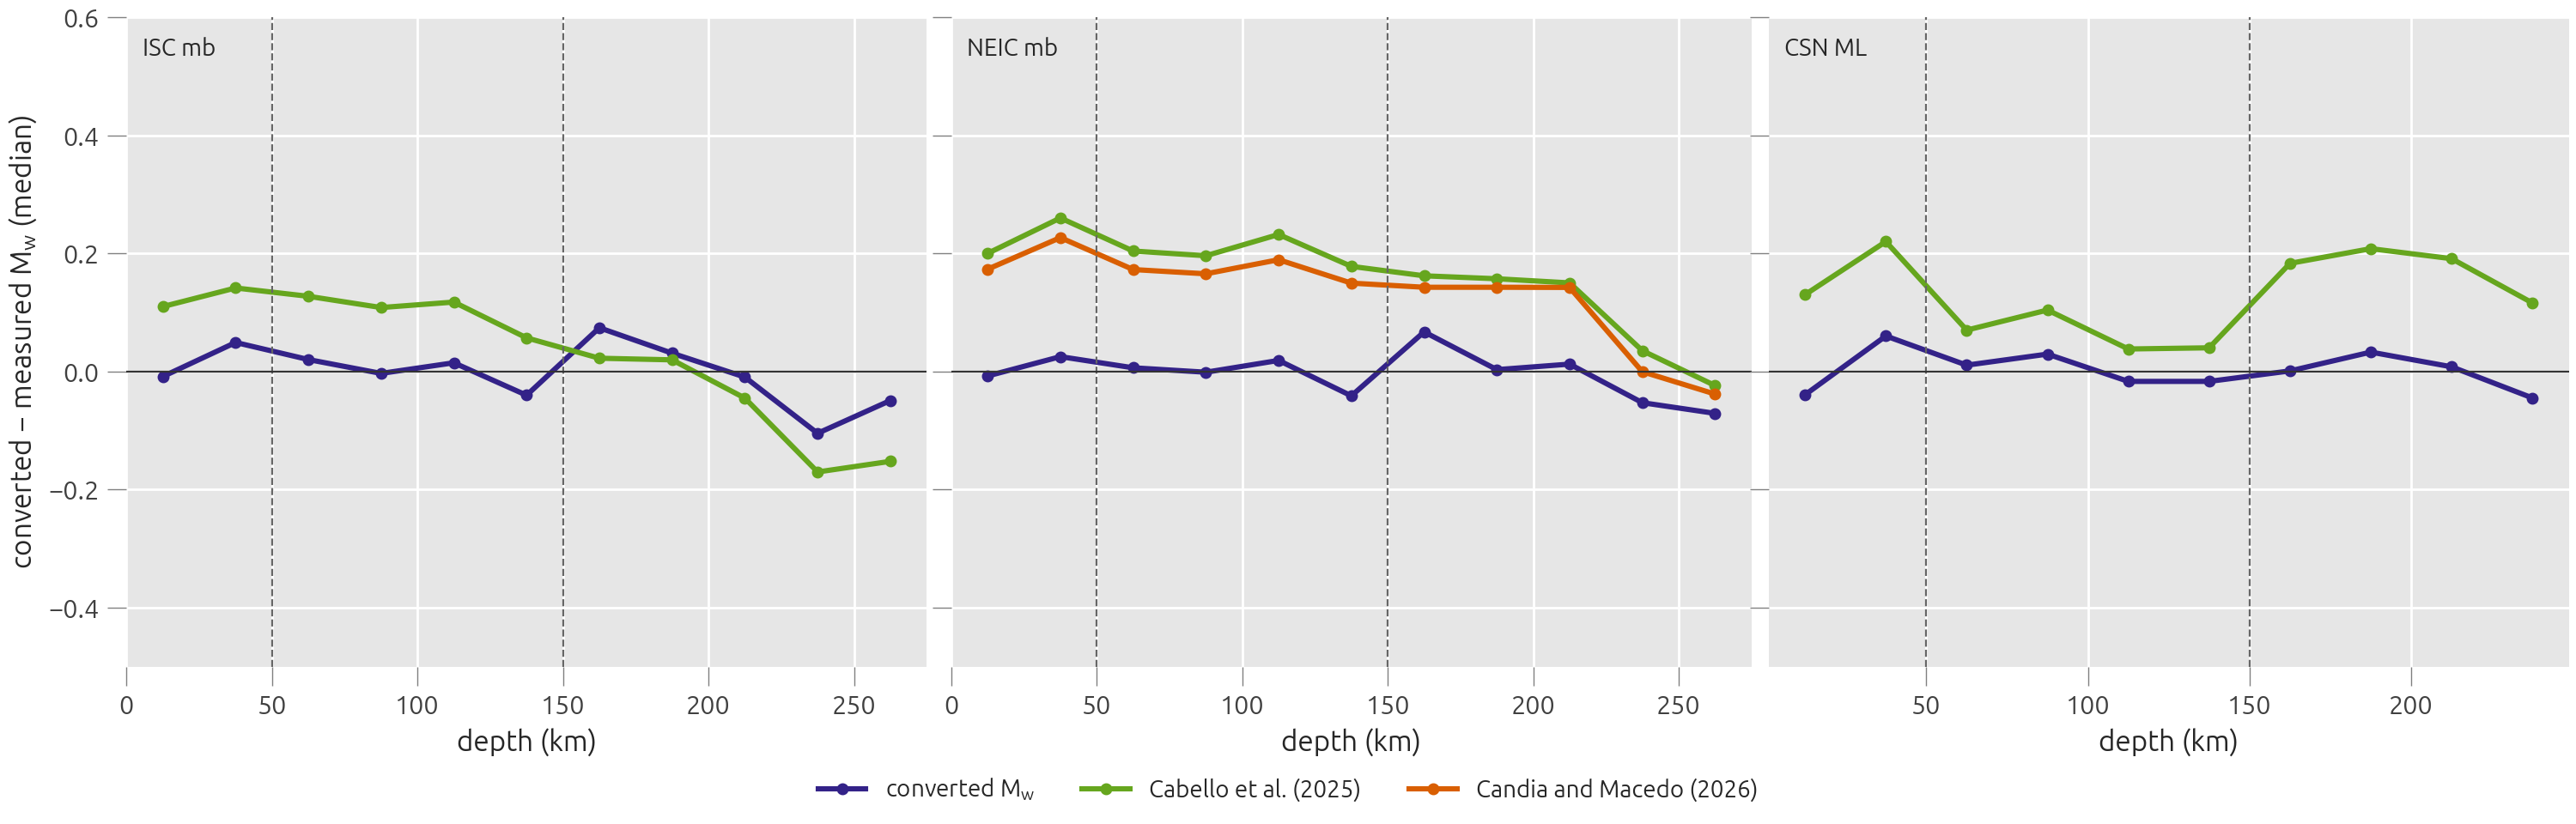 ISC mb
NEIC mb
CSN ML
converted − measured Mw (median)
0.6
0.4
0.2
0.0
−0.2
−0.4
0 50 100 150 200 250
0 50 100 150 200 250
50 100 150 200
depth (km)
depth (km)
depth (km)
converted Mw
Cabello et al. (2025)
Candia and Macedo (2026)